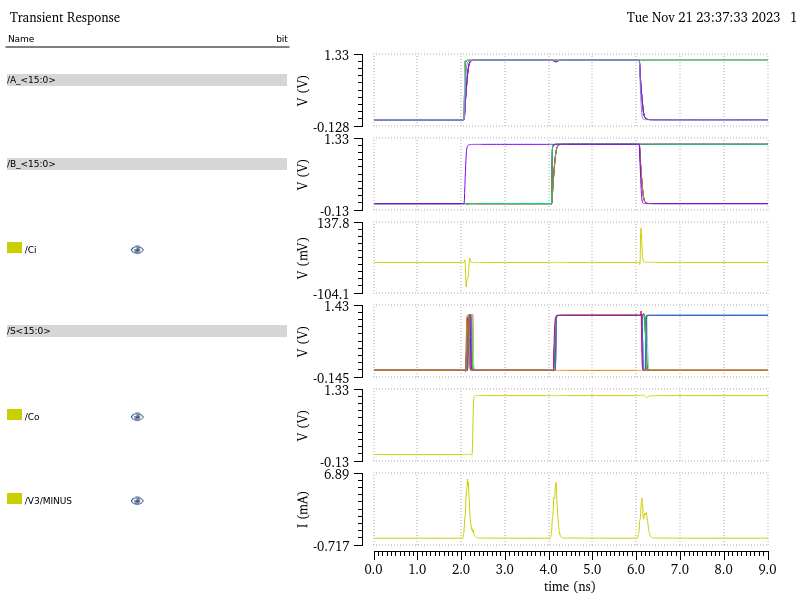 Transient Response Tue Nov 21 23:37:33 2023 1
Name bit
/A_<15:0>
V (V)
1.33
-0.128
/B_<15:0>
V (V)
1.33
-0.13
/Ci
V (mV)
137.8
-104.1
/S<15:0>
V (V)
1.43
-0.145
/Co
V (V)
1.33
-0.13
/V3/MINUS
I (mA)
6.89
-0.717
0.0 1.0 2.0 3.0 4.0 5.0 6.0 7.0 8.0 9.0
time (ns)